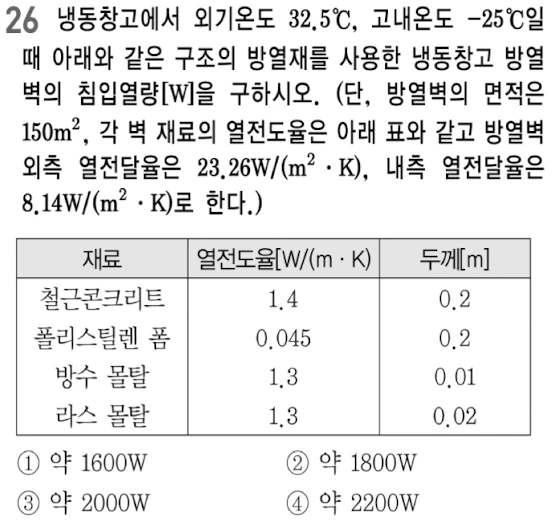 26 냉동창고에서 외기온도 32.5℃, 고내온도 -25℃일
때 아래와 같은 구조의 방열재를 사용한 냉동창고 방열
벽의 침입열량[W]을 구하시오. (단, 방열벽의 면적은
150m², 각 벽 재료의 열전도율은 아래 표와 같고 방열벽
외측 열전달율은 23.26W/(m²·K), 내측 열전달율은
8.14W/(m²·K)로 한다.)
재료 열전도율[W/(m·K)] 두께[m]
철근콘크리트 1.4 0.2
폴리스틸렌 폼 0.045 0.2
방수 몰탈 1.3 0.01
라스 몰탈 1.3 0.02
① 약 1600W ② 약 1800W
③ 약 2000W ④ 약 2200W